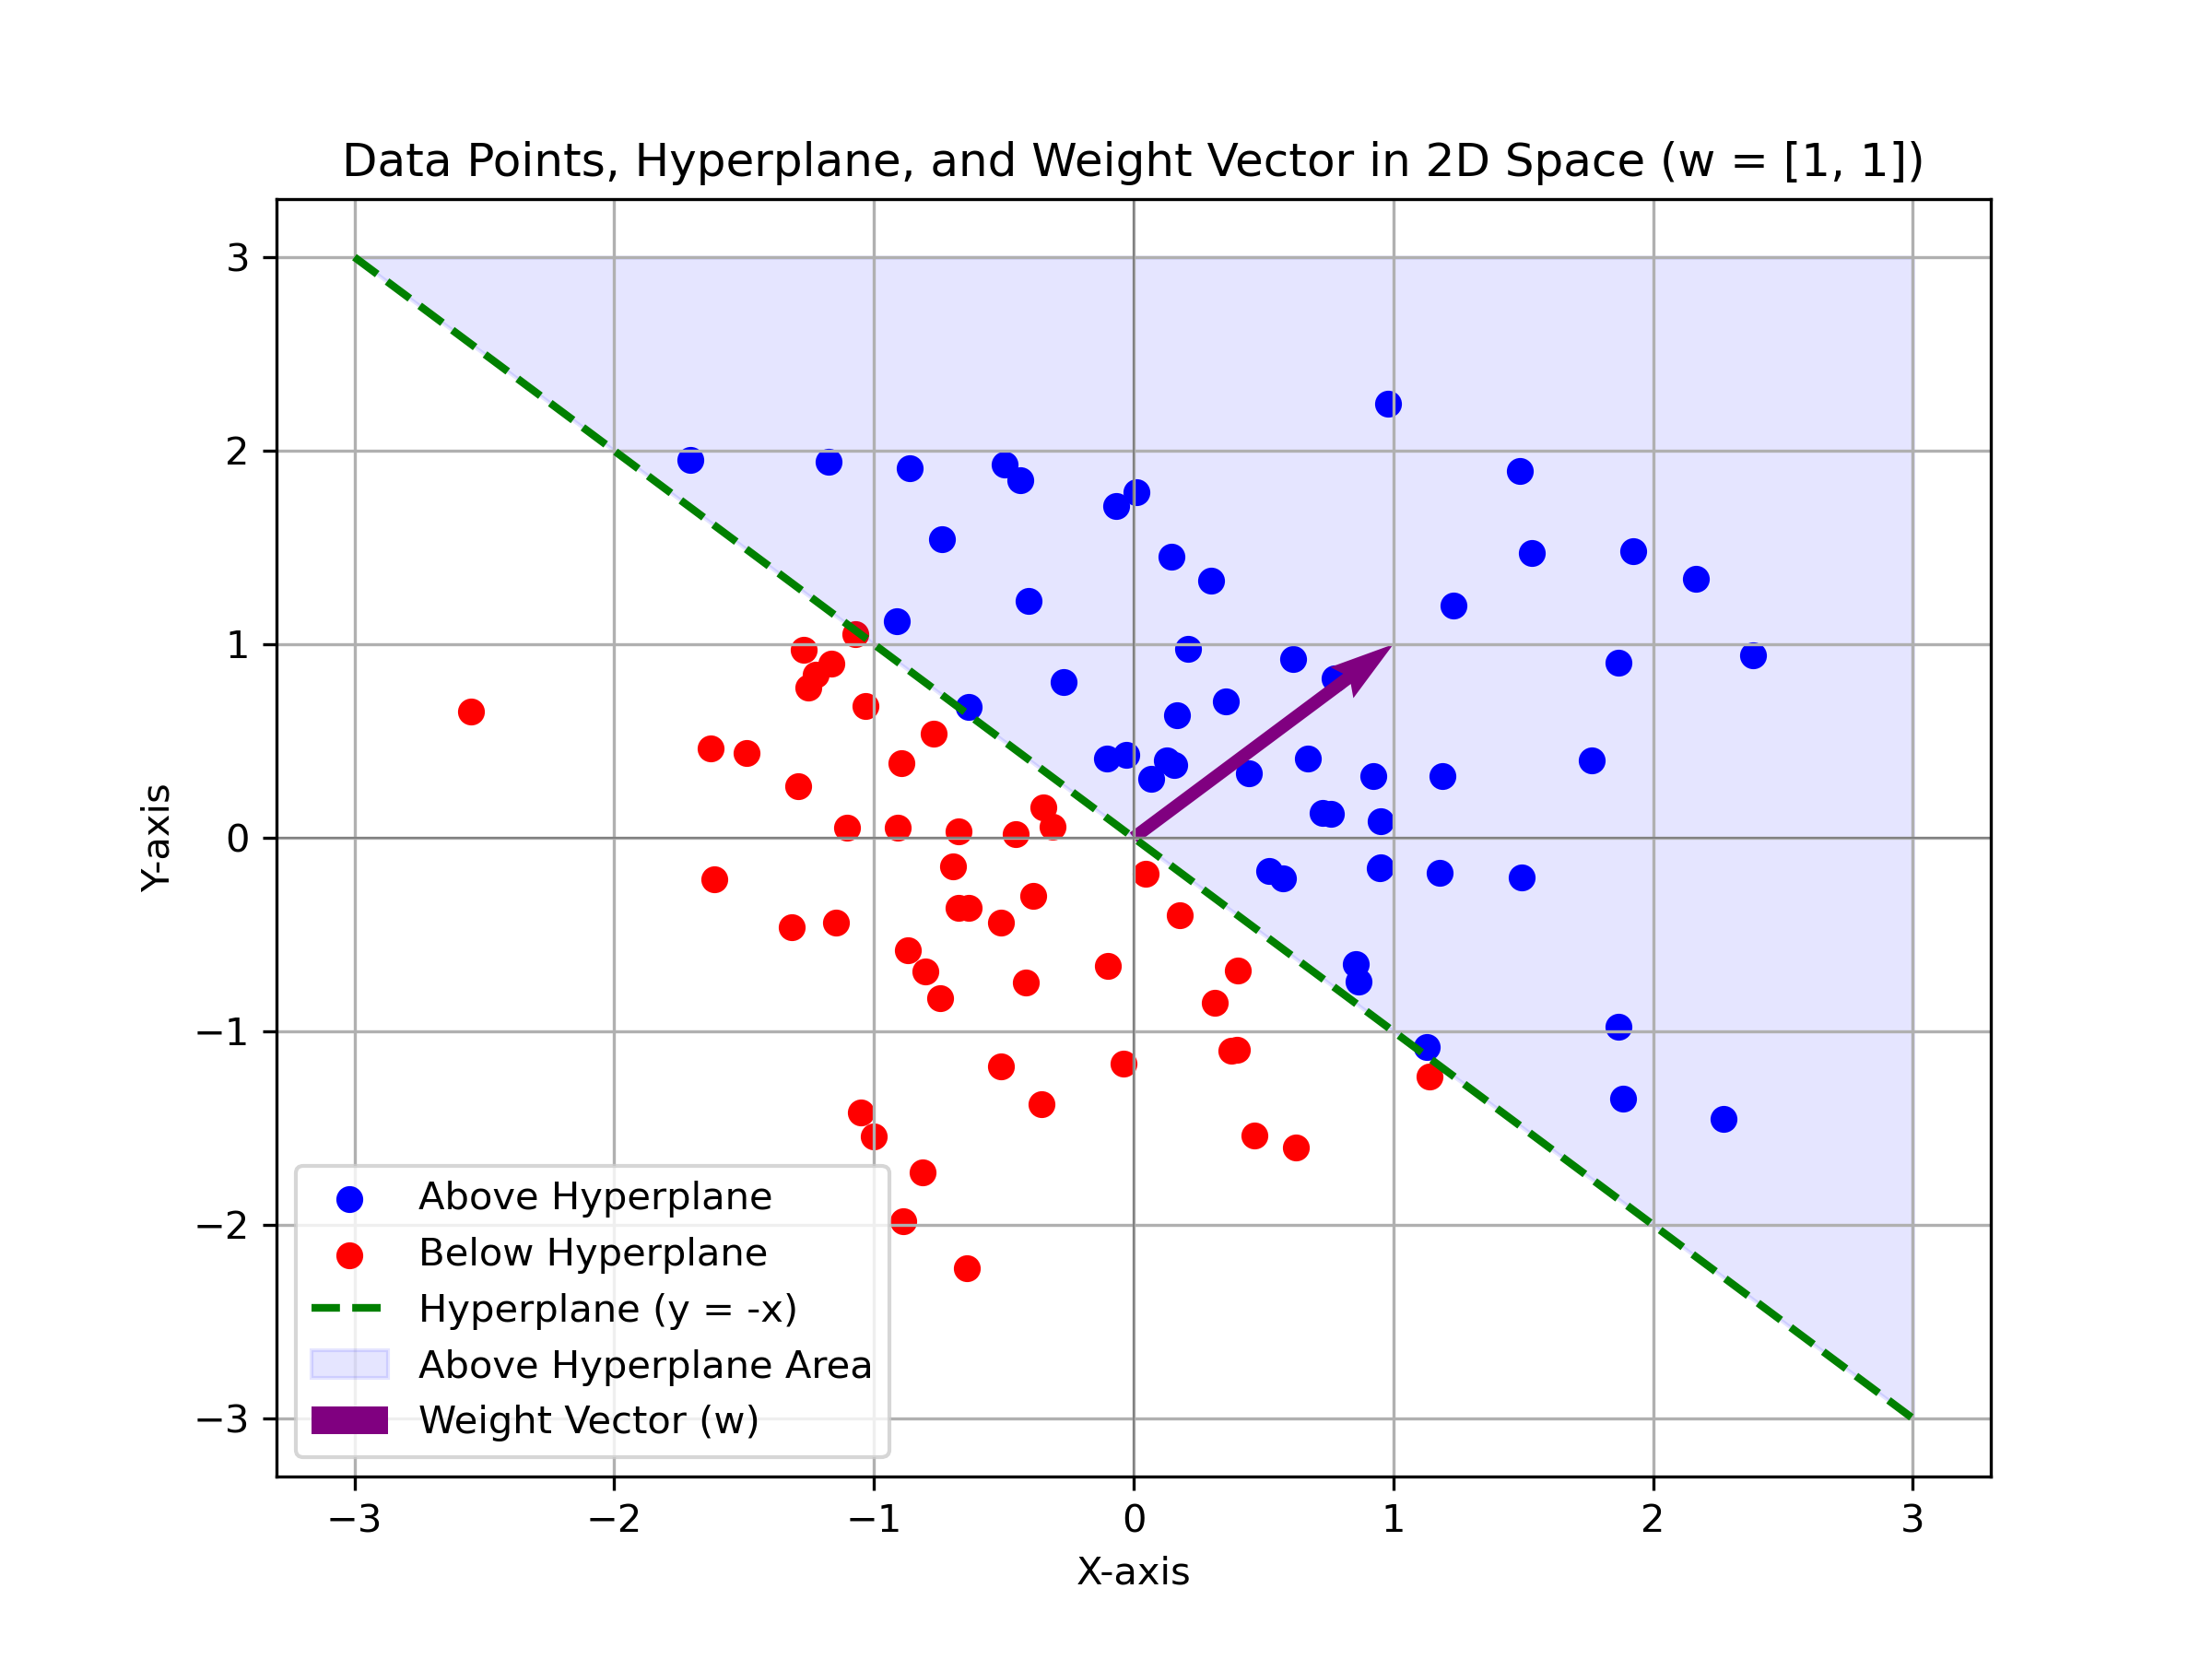 Data Points, Hyperplane, and Weight Vector in 2D Space (w = [1, 1])
3
2
1
0
−1
−2
−3
Y-axis
Above Hyperplane
Below Hyperplane
Hyperplane (y = -x)
Above Hyperplane Area
Weight Vector (w)
−3
−2
−1
0
1
2
3
X-axis